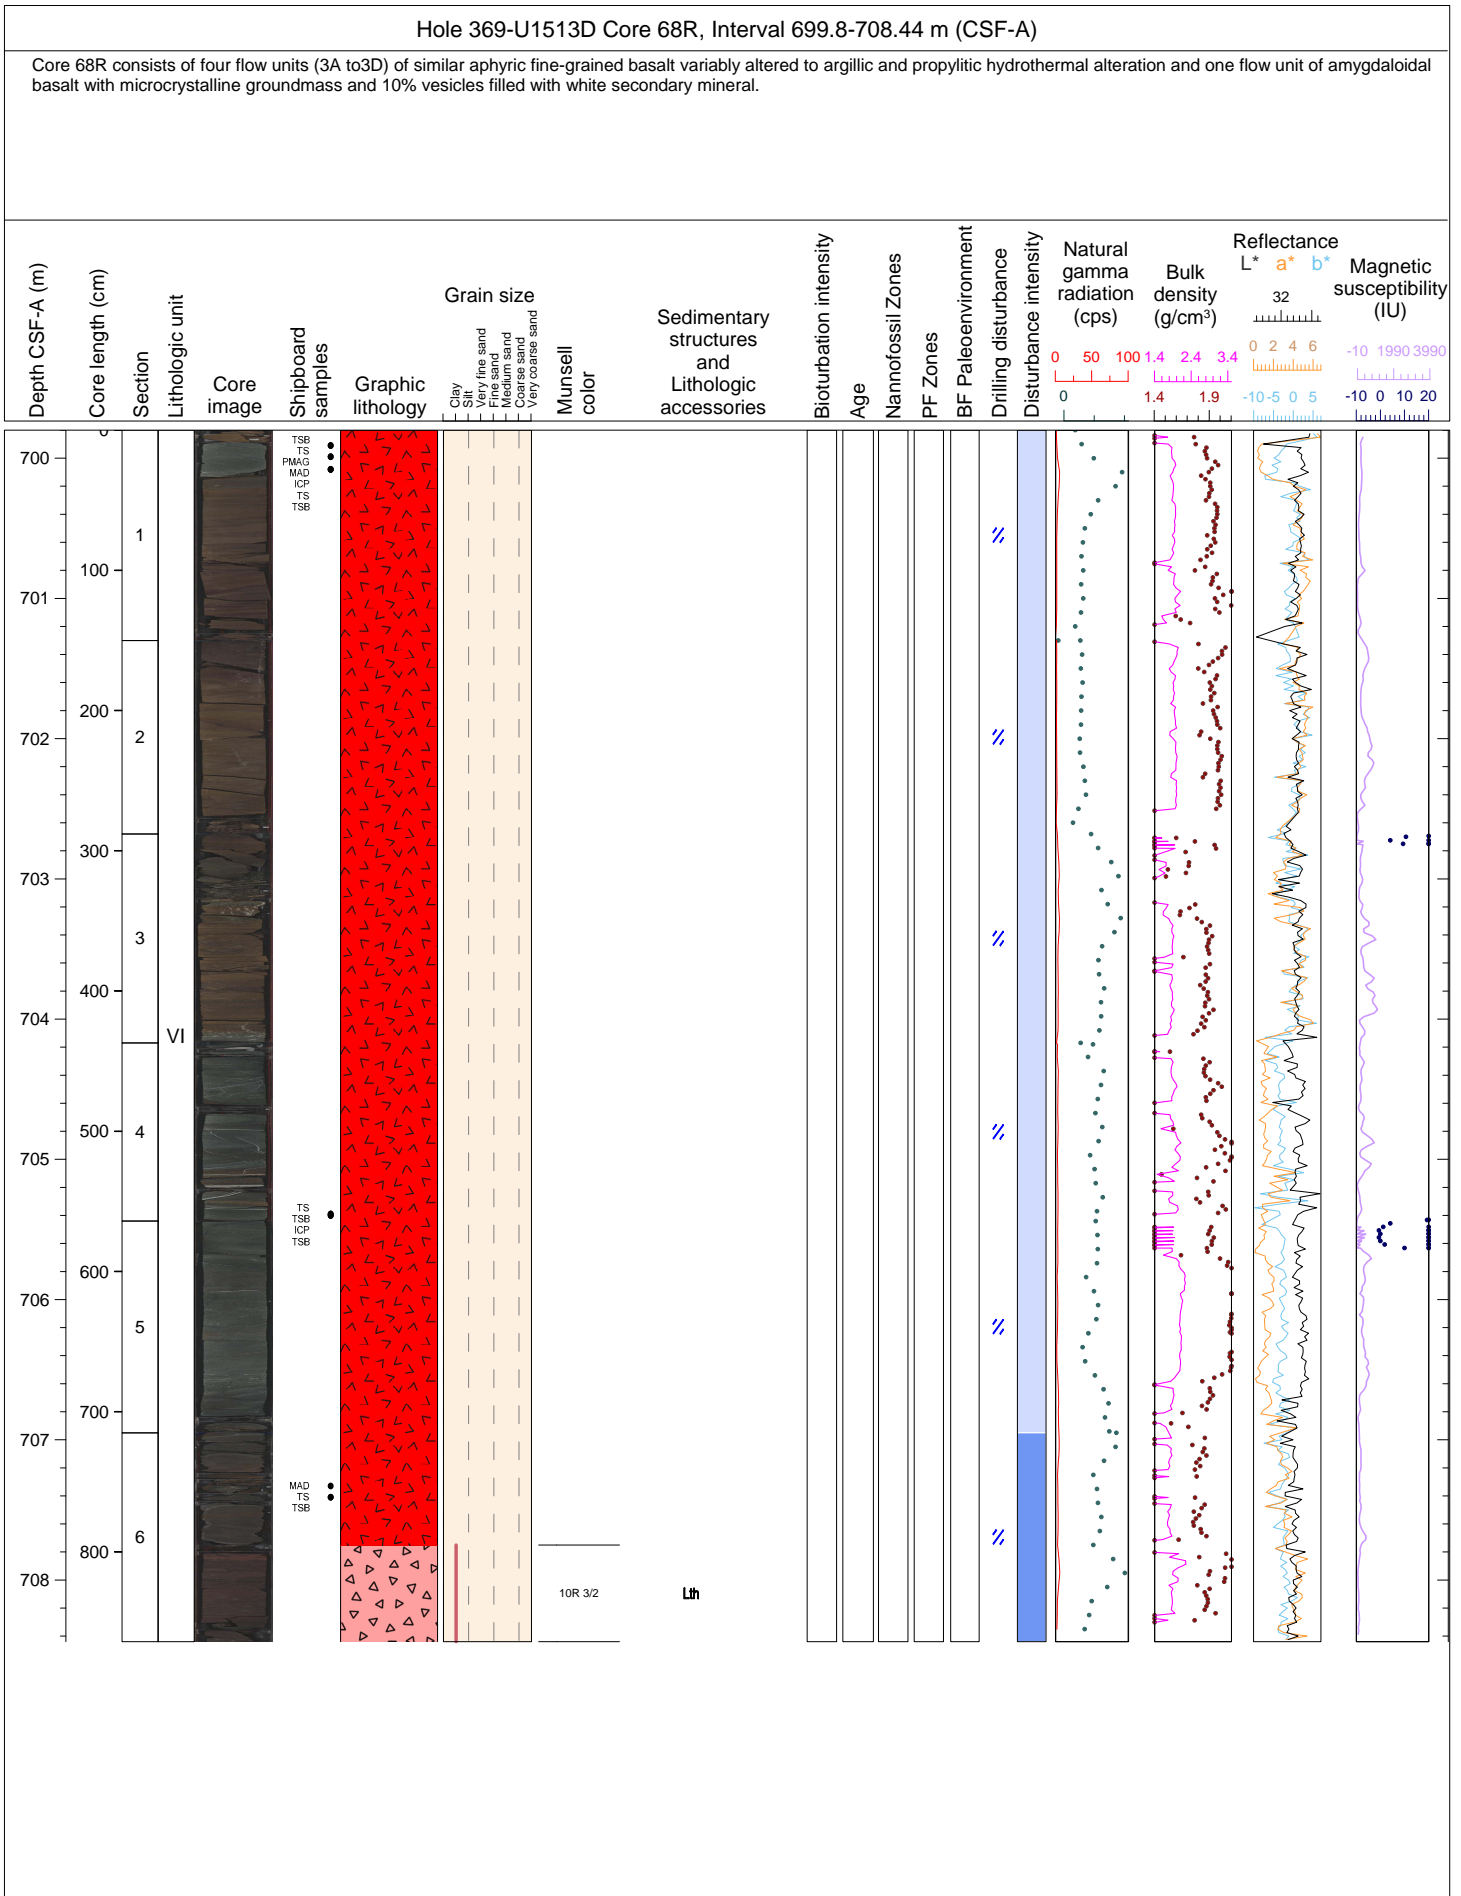 Hole 369-U1513D Core 68R, Interval 699.8-708.44 m (CSF-A)
Core 68R consists of four flow units (3A to3D) of similar aphyric fine-grained basalt variably altered to argillic and propylitic hydrothermal alteration and one flow unit of amygdaloidal
basalt with microcrystalline groundmass and 10% vesicles filled with white secondary mineral.
Depth CSF-A (m)
Core length (cm)
Section
Lithologic unit
Core
image
Shipboard
samples
Graphic
lithology
Grain size
Clay
Silt
Very fine sand
Fine sand
Medium sand
Coarse sand
Very coarse sand
Munsell
color
Sedimentary
structures
and
Lithologic
accessories
Bioturbation intensity
Age
Nannofossil Zones
PF Zones
BF Paleoenvironment
Drilling disturbance
Disturbance intensity
Natural
gamma
radiation
(cps)
0 50 100
0
Bulk
density
(g/cm³)
1.4 2.4 3.4
1.4 1.9
Reflectance
L* a* b*
32
0 2 4 6
-10 -5 0 5
Magnetic
susceptibility
(IU)
-10 1990 3990
-10 0 10 20
0
TSB
TS
PMAG
MAD
ICP
TS
TSB
700
1
100
701
200
2
702
300
703
3
400
704
VI
500
4
705
TS
TSB
ICP
TSB
600
706
5
700
707
MAD
TS
TSB
6
800
708
10R 3/2